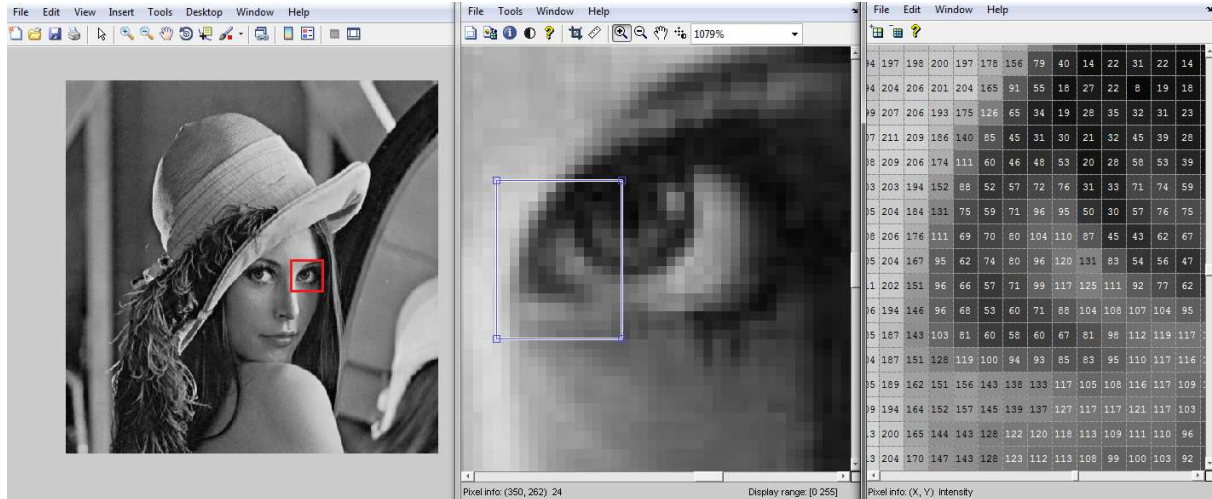 File Edit View Insert Tools Desktop Window Help
File Tools Window Help
1079%
Pixel info: (350, 262) 24
Display range: [0 255]
File Edit Window Help
197 198 200 197 178 156 79 40 14 22 31 22 14
204 206 201 204 165 91 55 18 27 22 8 19 18
207 206 193 175 126 65 34 19 28 35 32 31 23
211 209 186 140 85 45 31 30 21 32 45 39 28
209 206 174 111 60 46 48 53 20 28 58 53 39
203 194 152 88 52 57 72 76 31 33 71 74 59
204 184 131 75 59 71 96 95 50 30 57 76 75
206 176 111 69 70 80 104 110 87 45 43 62 67
204 167 95 62 74 80 96 120 131 83 54 56 47
202 151 96 66 57 71 99 117 125 111 92 77 62
194 146 96 68 53 60 71 88 104 108 107 104 95
187 143 103 81 60 58 60 67 81 98 112 119 117
187 151 128 119 100 94 93 85 83 95 110 117 116
189 162 151 156 143 138 133 117 105 108 116 117 109
194 164 152 157 145 139 137 127 117 117 121 117 103
200 165 144 143 128 122 120 118 113 109 111 110 96
204 170 147 143 128 123 112 113 108 99 100 103 92
Pixel info: (X, Y) Intensity